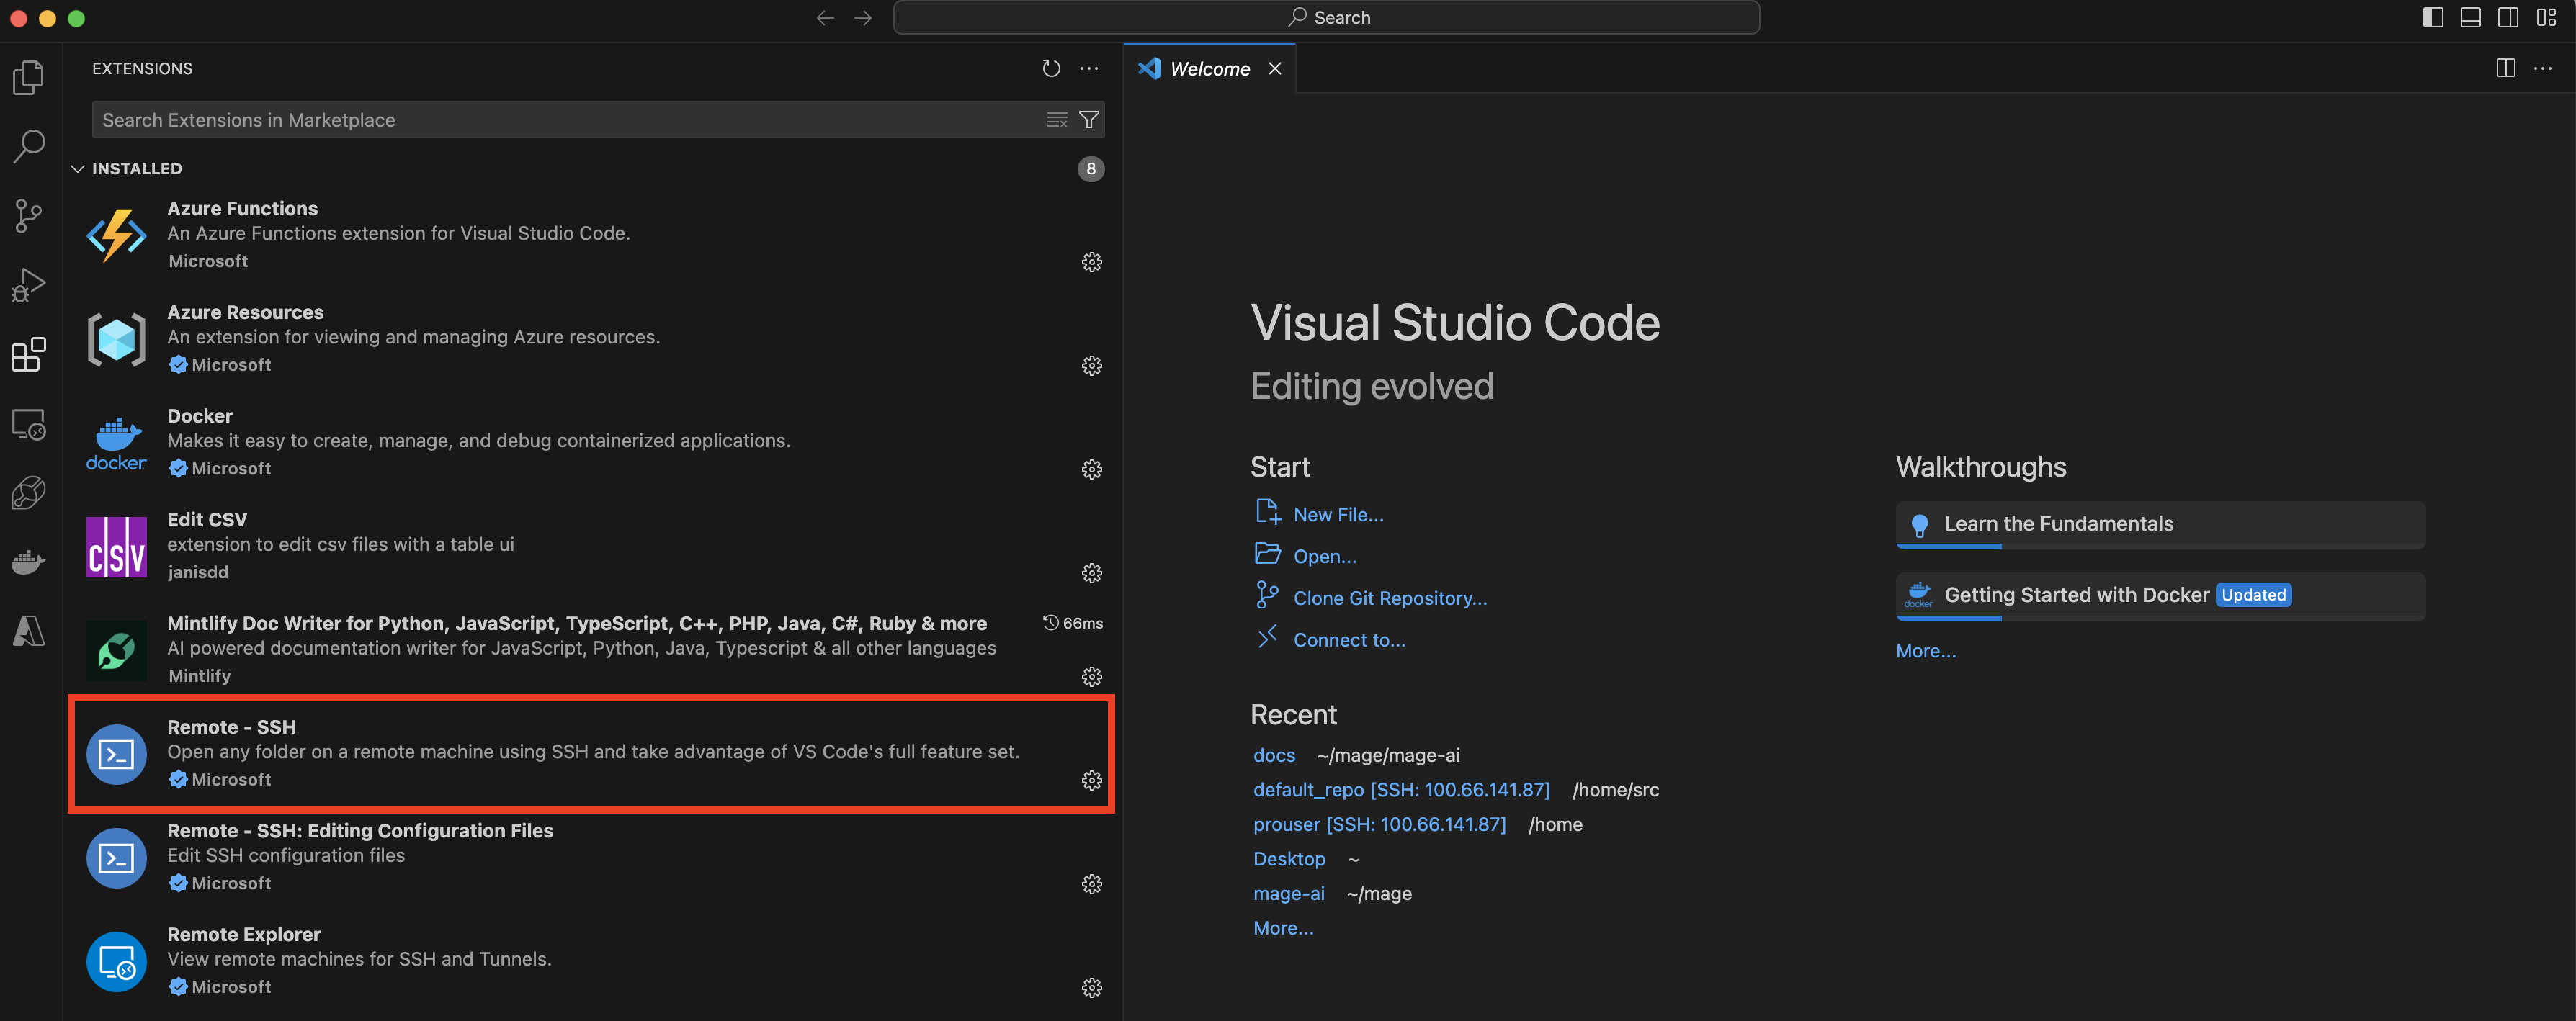 Search
EXTENSIONS
Search Extensions in Marketplace
INSTALLED
8
Azure Functions
An Azure Functions extension for Visual Studio Code.
Microsoft
Azure Resources
An extension for viewing and managing Azure resources.
Microsoft
docker
Docker
Makes it easy to create, manage, and debug containerized applications.
Microsoft
CSV
Edit CSV
extension to edit csv files with a table ui
janisdd
Mintlify Doc Writer for Python, JavaScript, TypeScript, C++, PHP, Java, C#, Ruby & more
66ms
AI powered documentation writer for JavaScript, Python, Java, Typescript & all other languages
Mintlify
Remote - SSH
Open any folder on a remote machine using SSH and take advantage of VS Code's full feature set.
Microsoft
Remote - SSH: Editing Configuration Files
Edit SSH configuration files
Microsoft
Remote Explorer
View remote machines for SSH and Tunnels.
Microsoft
Welcome
Visual Studio Code
Editing evolved
Start
New File...
Open...
Clone Git Repository...
Connect to...
Recent
docs ~/mage/mage-ai
default_repo [SSH: 100.66.141.87] /home/src
prouser [SSH: 100.66.141.87] /home
Desktop ~
mage-ai ~/mage
More...
Walkthroughs
Learn the Fundamentals
docker
Getting Started with Docker Updated
More...